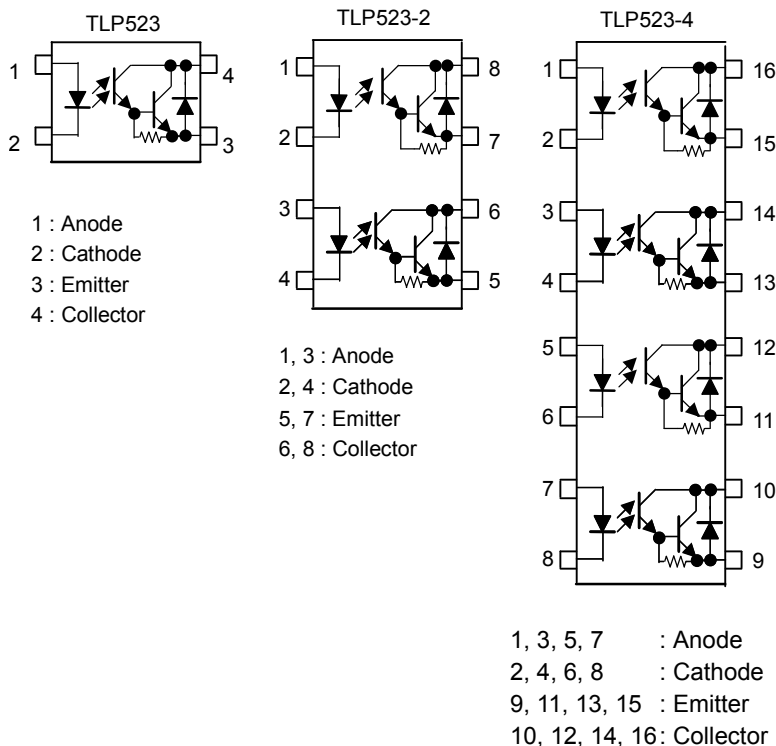 TLP523
1
4
2
3
1 : Anode
2 : Cathode
3 : Emitter
4 : Collector
TLP523-2
1
8
2
7
3
6
4
5
1, 3 : Anode
2, 4 : Cathode
5, 7 : Emitter
6, 8 : Collector
TLP523-4
1
16
2
15
3
14
4
13
5
12
6
11
7
10
8
9
1, 3, 5, 7 : Anode
2, 4, 6, 8 : Cathode
9, 11, 13, 15 : Emitter
10, 12, 14, 16 : Collector